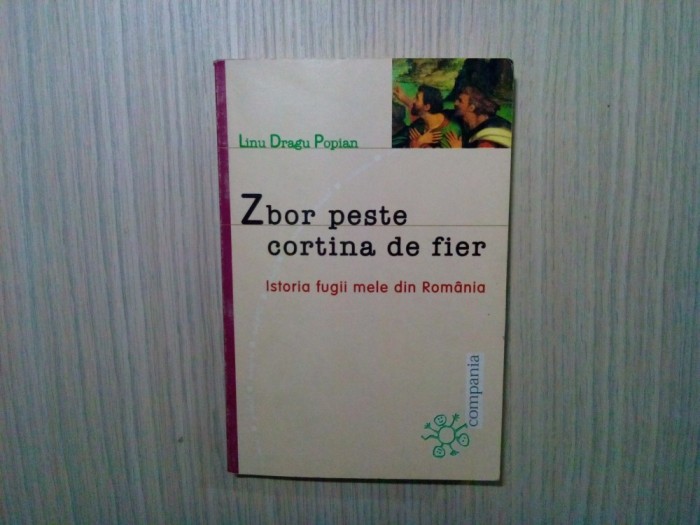 Linu Dragu Popian
Zbor peste
cortina de fier
Istoria fugii mele din România
compania